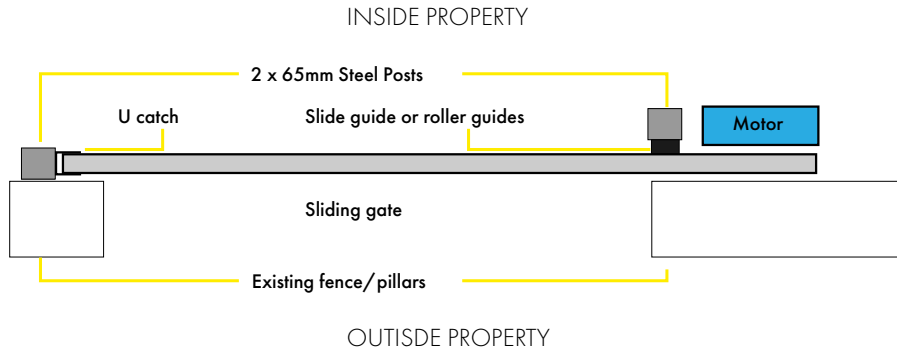 INSIDE PROPERTY
2 x 65mm Steel Posts
U catch
Slide guide or roller guides
Motor
Sliding gate
Existing fence/pillars
OUTISDE PROPERTY